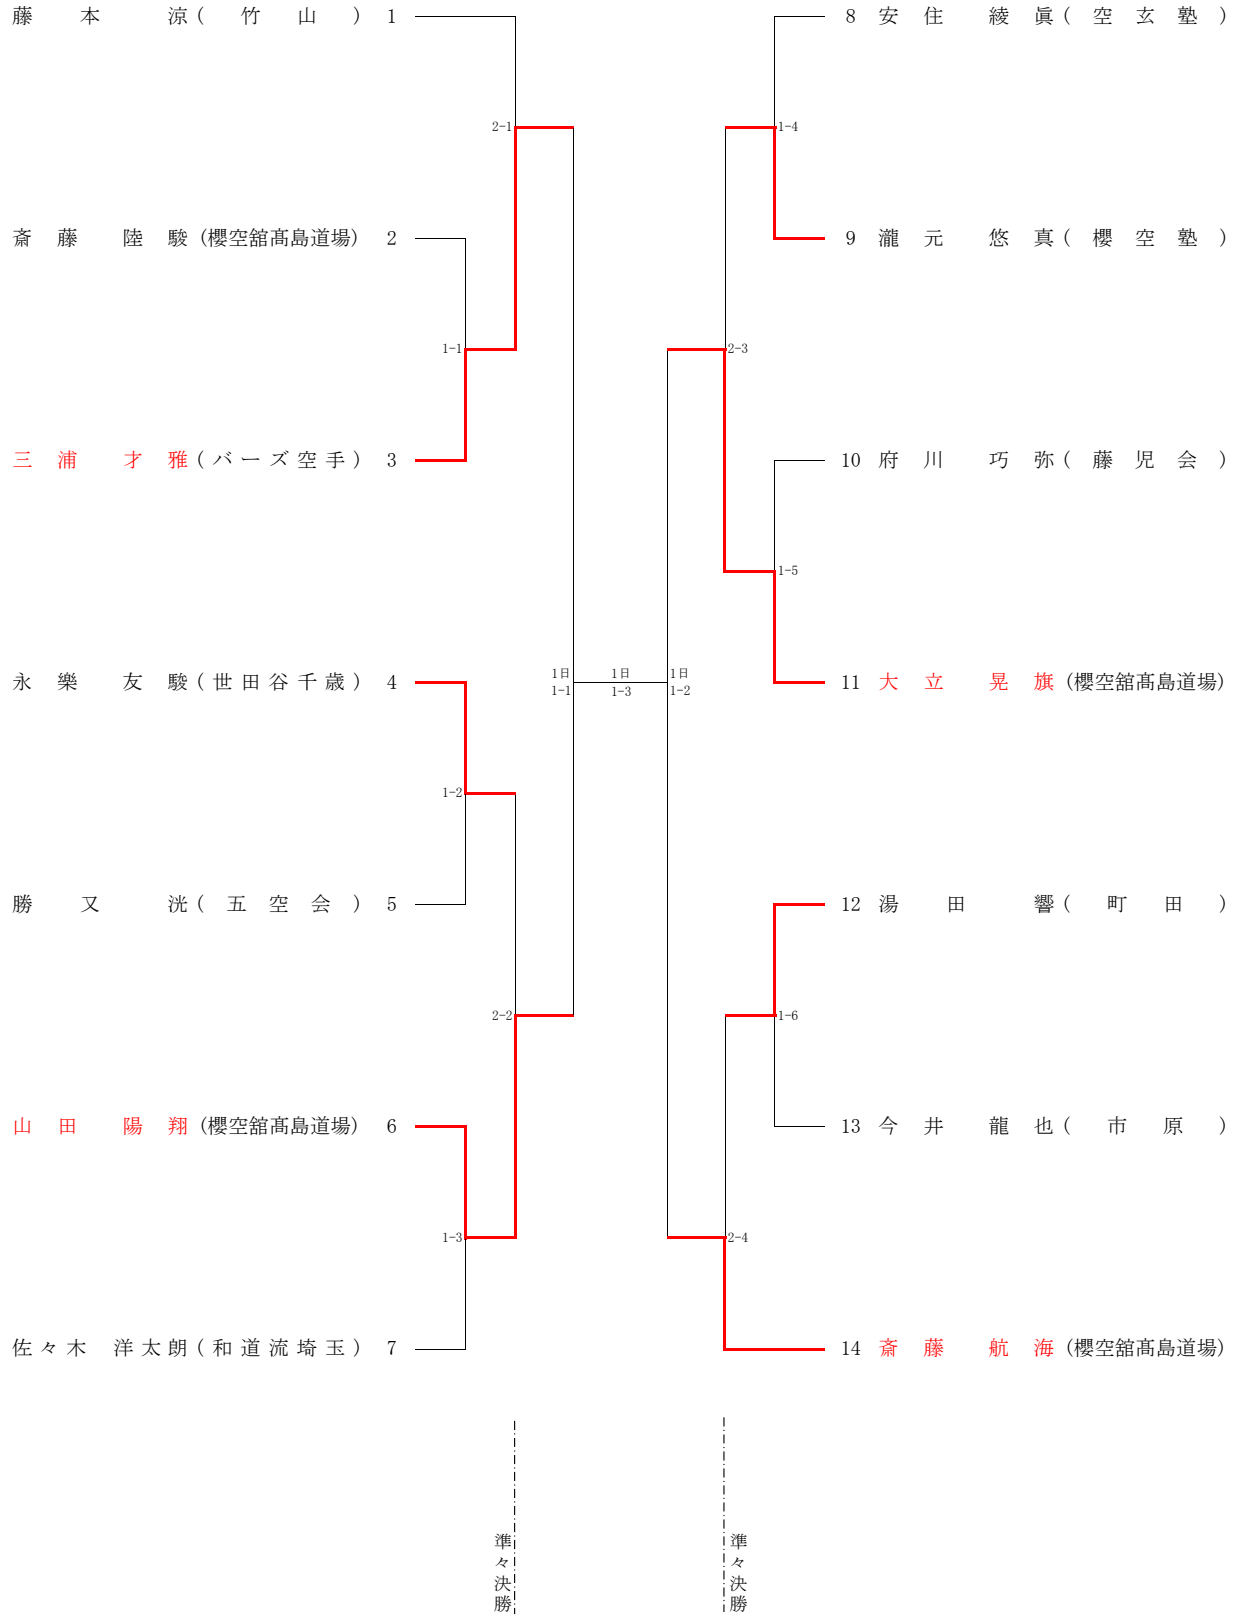 藤本涼(竹山) 1
2-1
斎藤陸駿(櫻空舘髙島道場) 2
1-1
三浦才雅(バーズ空手) 3
永樂友駿(世田谷千歳) 4
1-2
勝又洸(五空会) 5
2-2
山田陽翔(櫻空舘髙島道場) 6
1-3
佐々木洋太朗(和道流埼玉) 7
1日
1-1
1日
1-3
1日
1-2
8 安住綾眞(空玄塾)
1-4
9 瀧元悠真(櫻空塾)
2-3
10 府川巧弥(藤児会)
1-5
11 大立晃旗(櫻空舘髙島道場)
12 湯田響(町田)
1-6
13 今井龍也(市原)
2-4
14 斎藤航海(櫻空舘髙島道場)
準々決勝
準々決勝